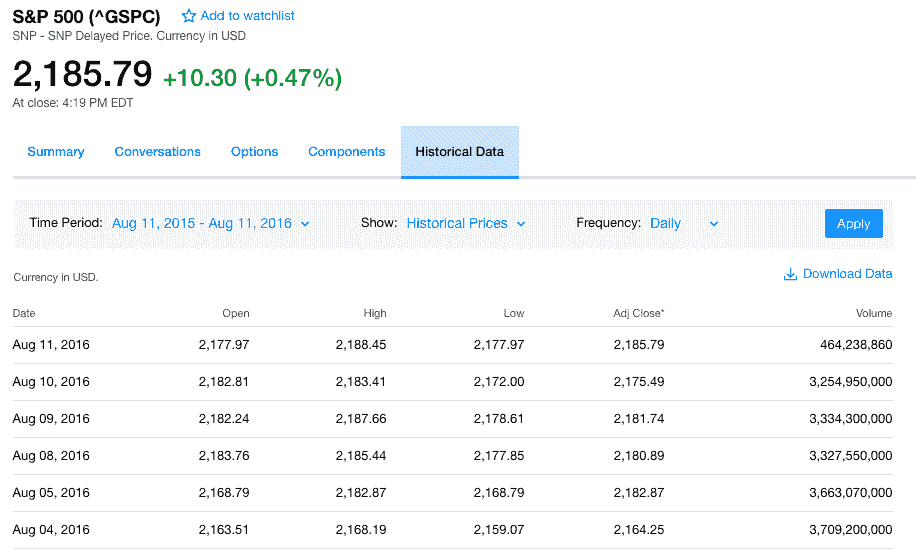 S&P 500 (^GSPC) Add to watchlist
SNP - SNP Delayed Price. Currency in USD
2,185.79 +10.30 (+0.47%)
At close: 4:19 PM EDT
Summary Conversations Options Components Historical Data
Time Period: Aug 11, 2015 - Aug 11, 2016 Show: Historical Prices Frequency: Daily Apply
Currency in USD. Download Data
Date Open High Low Adj Close* Volume
Aug 11, 2016 2,177.97 2,188.45 2,177.97 2,185.79 464,238,860
Aug 10, 2016 2,182.81 2,183.41 2,172.00 2,175.49 3,254,950,000
Aug 09, 2016 2,182.24 2,187.66 2,178.61 2,181.74 3,334,300,000
Aug 08, 2016 2,183.76 2,185.44 2,177.85 2,180.89 3,327,550,000
Aug 05, 2016 2,168.79 2,182.87 2,168.79 2,182.87 3,663,070,000
Aug 04, 2016 2,163.51 2,168.19 2,159.07 2,164.25 3,709,200,000